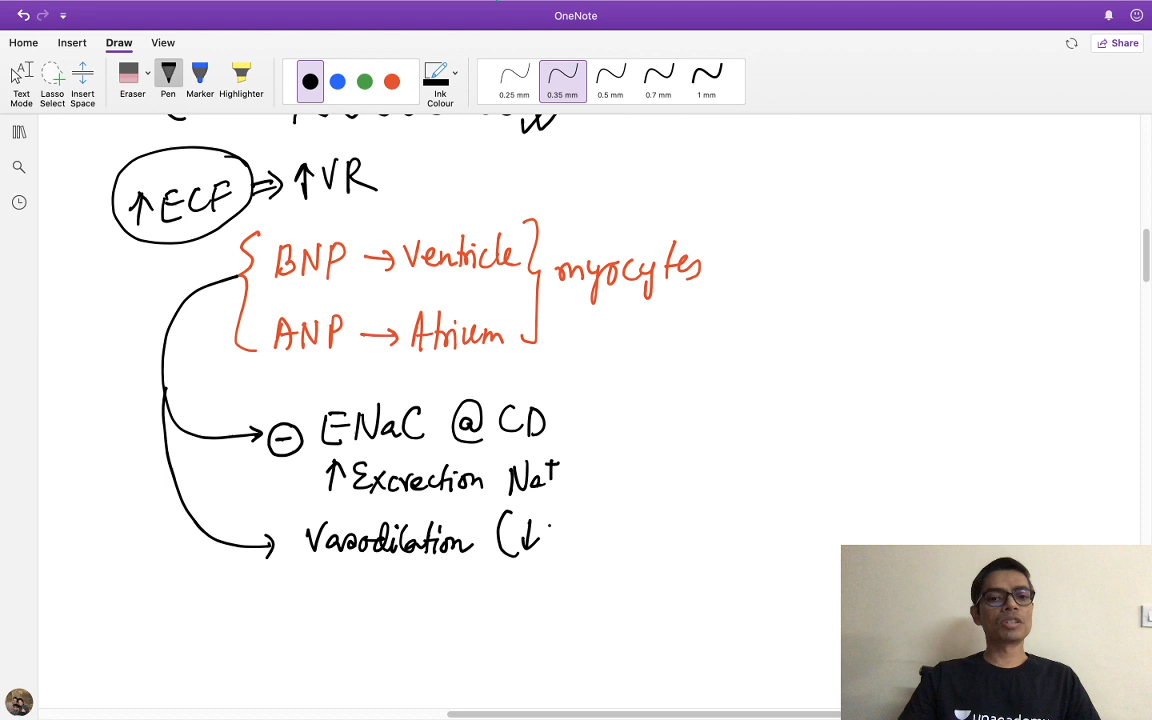 OneNote
Home Insert Draw View
Share
Text Mode
Lasso Select
Insert Space
Eraser
Pen
Marker
Highlighter
Ink Colour
0.25 mm
0.35 mm
0.5 mm
0.7 mm
1 mm
↑ECF ⇒ ↑VR
BNP → Ventricle
myocytes
ANP → Atrium
⊖ ENaC @ CD
↑Excrection Na+
Vasodilation (↓
unacademy